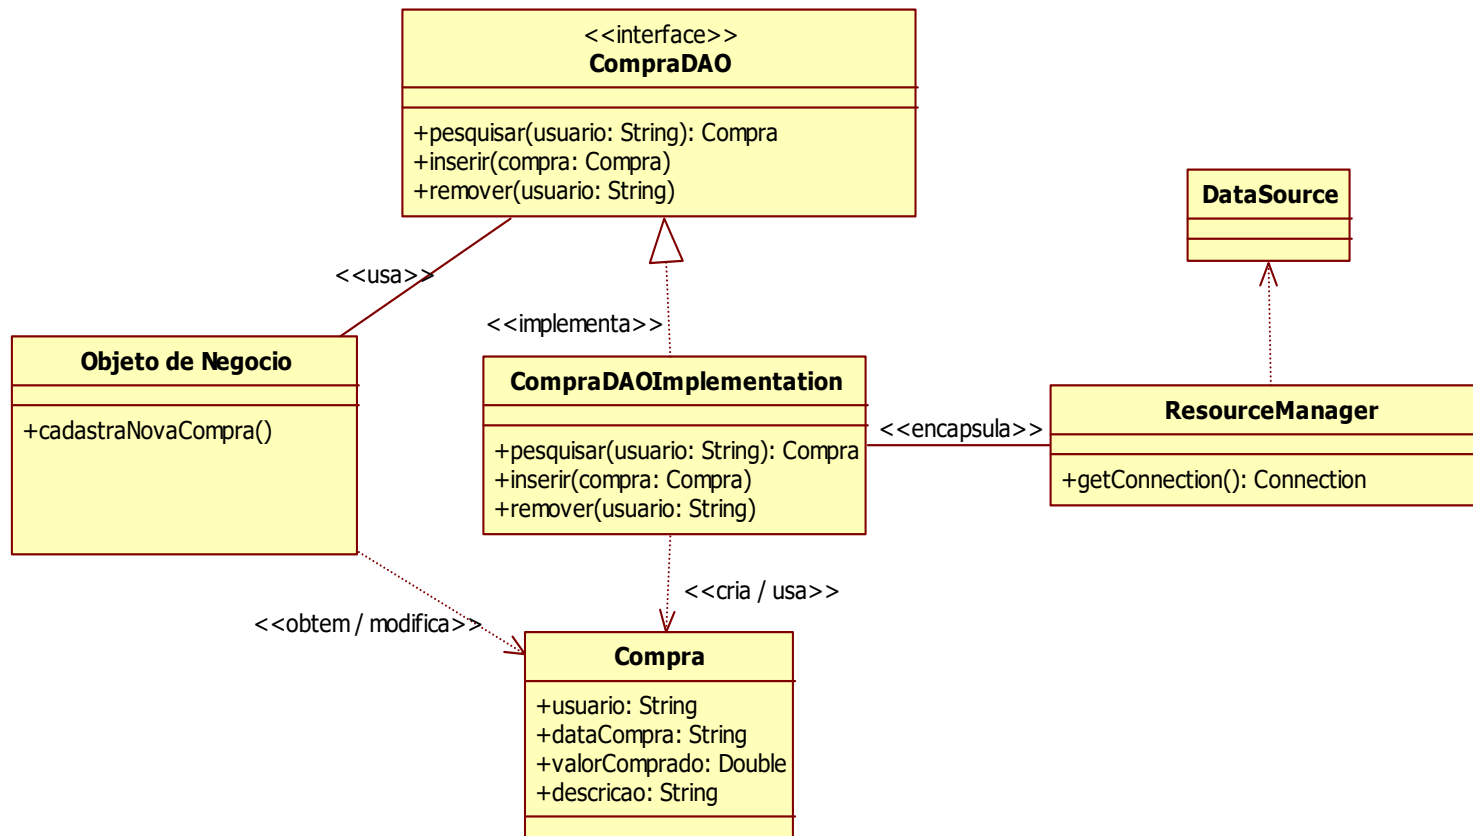 <<interface>>
CompraDAO
+pesquisar(usuario: String): Compra
+inserir(compra: Compra)
+remover(usuario: String)
DataSource
<<usa>>
<<implementa>>
Objeto de Negocio
+cadastraNovaCompra()
CompraDAOImplementation
+pesquisar(usuario: String): Compra
+inserir(compra: Compra)
+remover(usuario: String)
<<encapsula>>
ResourceManager
+getConnection(): Connection
<<cria / usa>>
<<obtem / modifica>>
Compra
+usuario: String
+dataCompra: String
+valorComprado: Double
+descricao: String